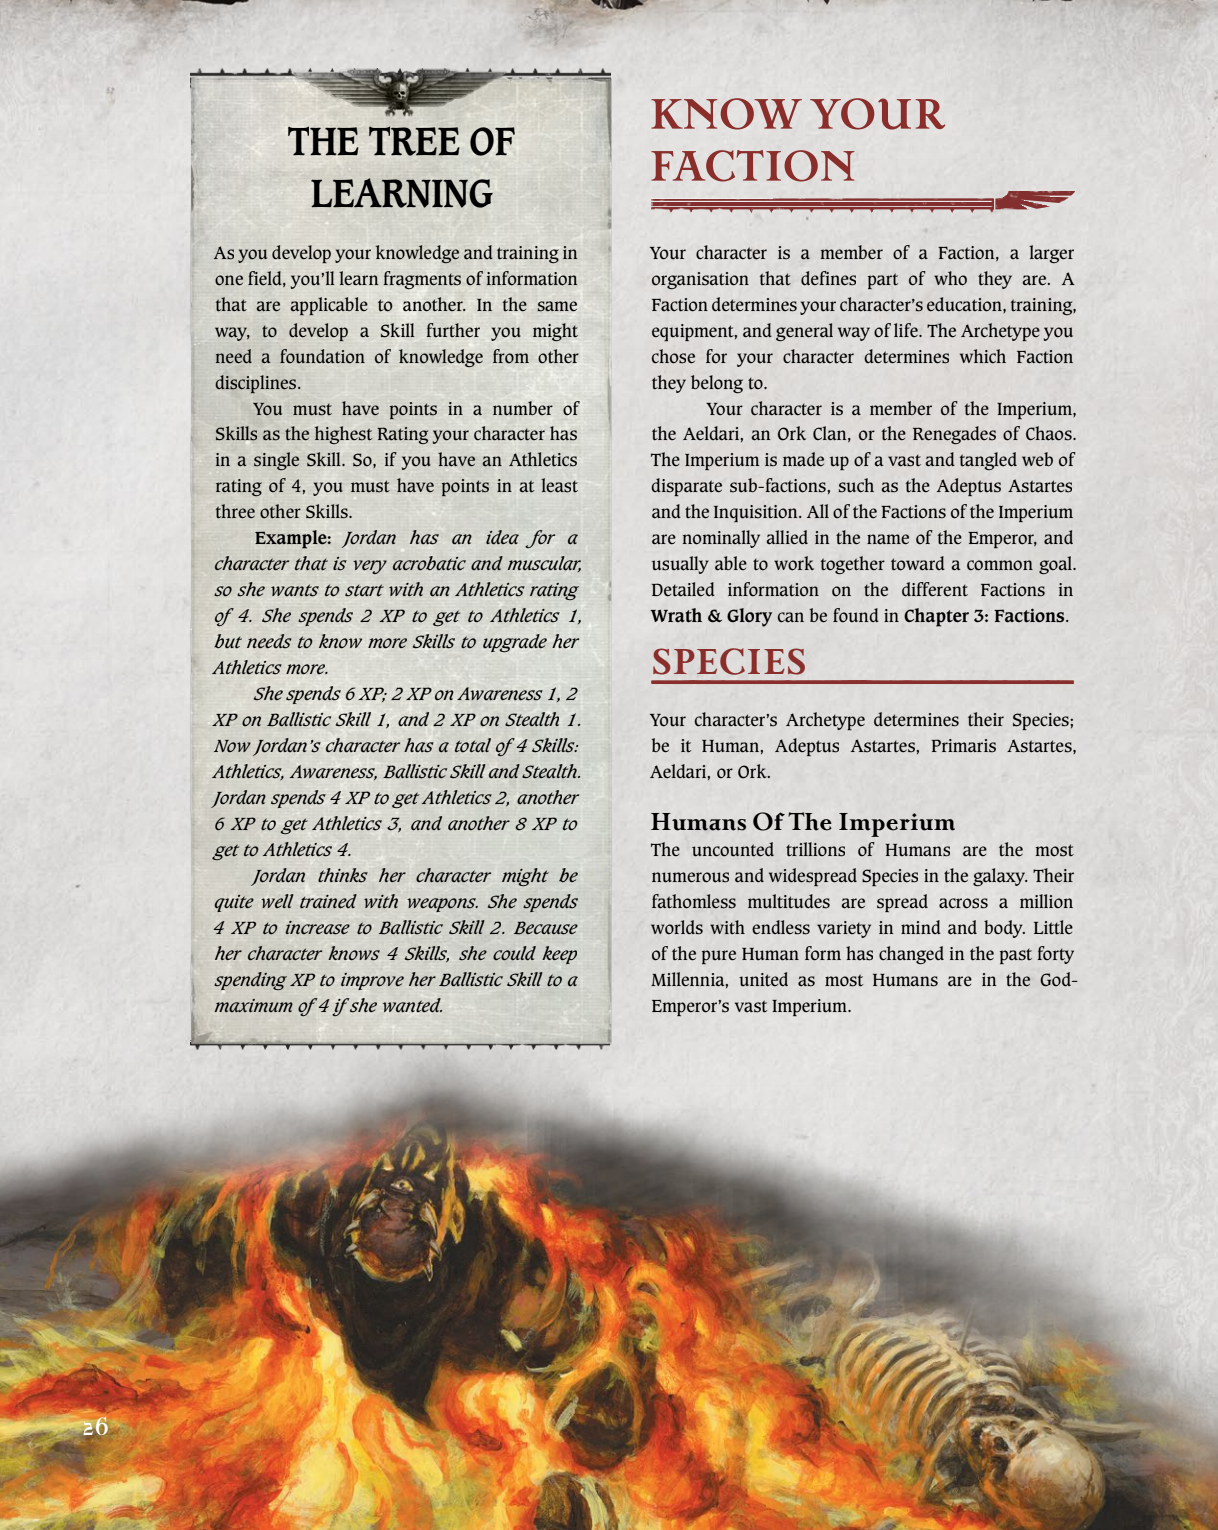 THE TREE OF
LEARNING
As you develop your knowledge and training in
one field, you'll learn fragments of information
that are applicable to another. In the same
way, to develop a Skill further you might
need a foundation of knowledge from other
disciplines.
You must have points in a number of
Skills as the highest Rating your character has
in a single Skill. So, if you have an Athletics
rating of 4, you must have points in at least
three other Skills.
Example: Jordan has an idea for a
character that is very acrobatic and muscular,
so she wants to start with an Athletics rating
of 4. She spends 2 XP to get to Athletics 1,
but needs to know more Skills to upgrade her
Athletics more.
She spends 6 XP; 2 XP on Awareness 1, 2
XP on Ballistic Skill 1, and 2 XP on Stealth 1.
Now Jordan's character has a total of 4 Skills:
Athletics, Awareness, Ballistic Skill and Stealth.
Jordan spends 4 XP to get Athletics 2, another
6 XP to get Athletics 3, and another 8 XP to
get to Athletics 4.
Jordan thinks her character might be
quite well trained with weapons. She spends
4 XP to increase to Ballistic Skill 2. Because
her character knows 4 Skills, she could keep
spending XP to improve her Ballistic Skill to a
maximum of 4 if she wanted.
KNOW YOUR
FACTION
Your character is a member of a Faction, a larger
organisation that defines part of who they are. A
Faction determines your character's education, training,
equipment, and general way of life. The Archetype you
chose for your character determines which Faction
they belong to.
Your character is a member of the Imperium,
the Aeldari, an Ork Clan, or the Renegades of Chaos.
The Imperium is made up of a vast and tangled web of
disparate sub-factions, such as the Adeptus Astartes
and the Inquisition. All of the Factions of the Imperium
are nominally allied in the name of the Emperor, and
usually able to work together toward a common goal.
Detailed information on the different Factions in
Wrath & Glory can be found in Chapter 3: Factions.
SPECIES
Your character's Archetype determines their Species;
be it Human, Adeptus Astartes, Primaris Astartes,
Aeldari, or Ork.
Humans Of The Imperium
The uncounted trillions of Humans are the most
numerous and widespread Species in the galaxy. Their
fathomless multitudes are spread across a million
worlds with endless variety in mind and body. Little
of the pure Human form has changed in the past forty
Millennia, united as most Humans are in the God-
Emperor's vast Imperium.
26